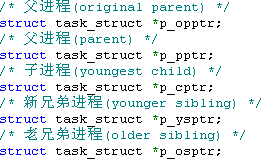 /* 父进程(original parent) */
struct task_struct *p_opptr;
/* 父进程(parent) */
struct task_struct *p_pptr;
/* 子进程(youngest child) */
struct task_struct *p_cptr;
/* 新兄弟进程(younger sibling) */
struct task_struct *p_ysptr;
/* 老兄弟进程(older sibling) */
struct task_struct *p_osptr;